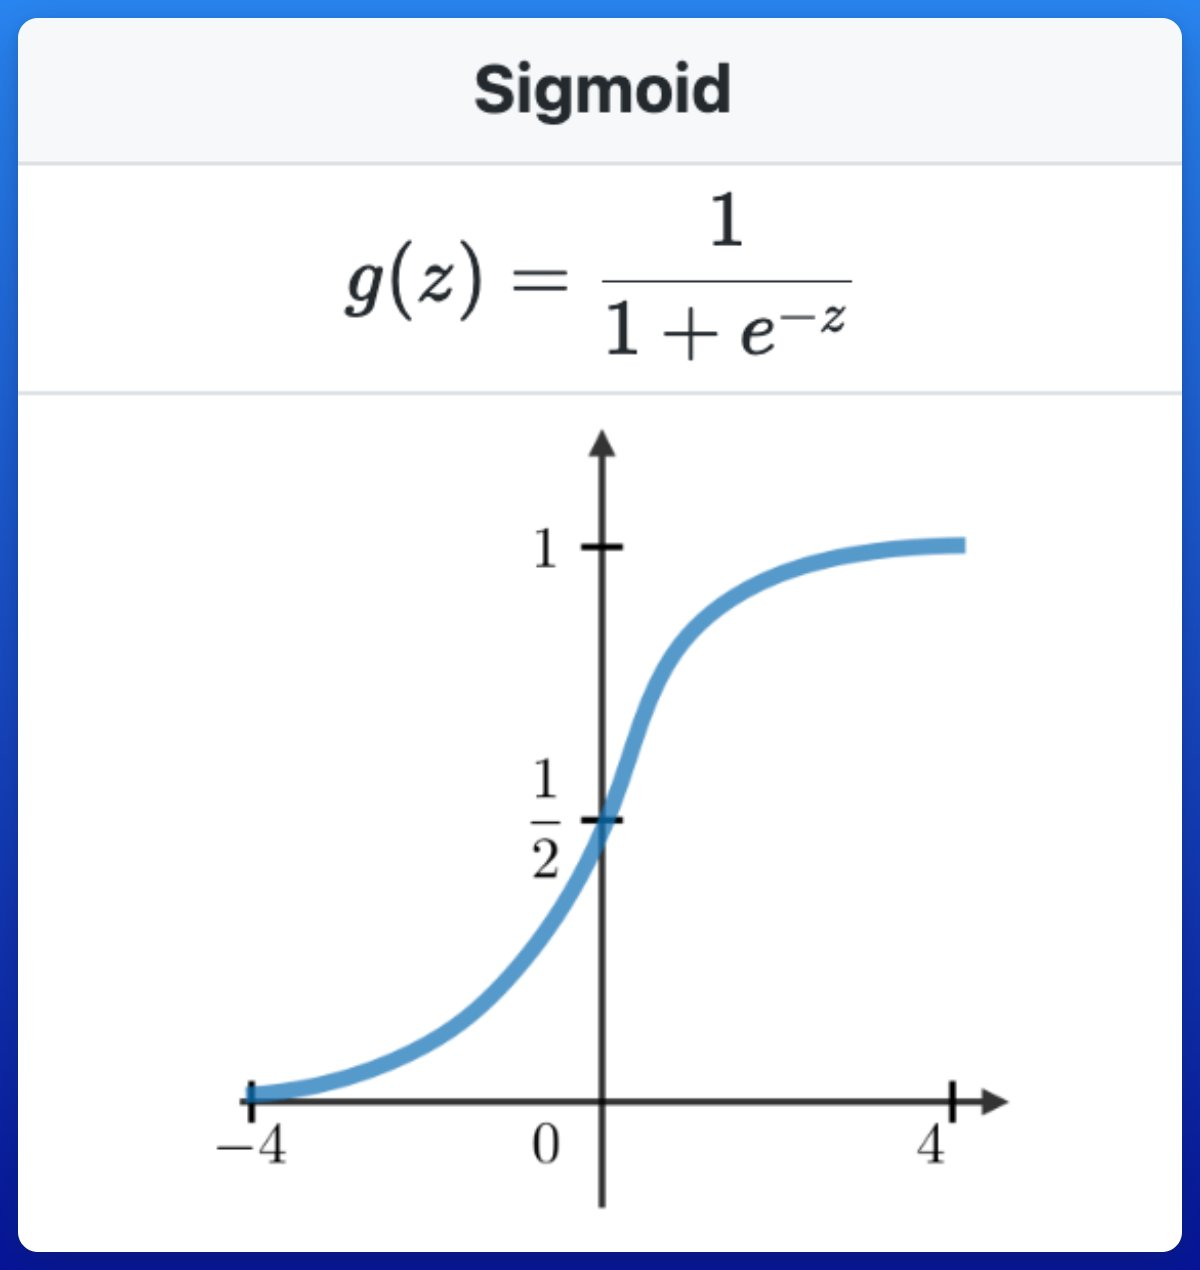 Sigmoid
g(z) = 1 / (1 + e^{-z})
1
1/2
−4 0 4